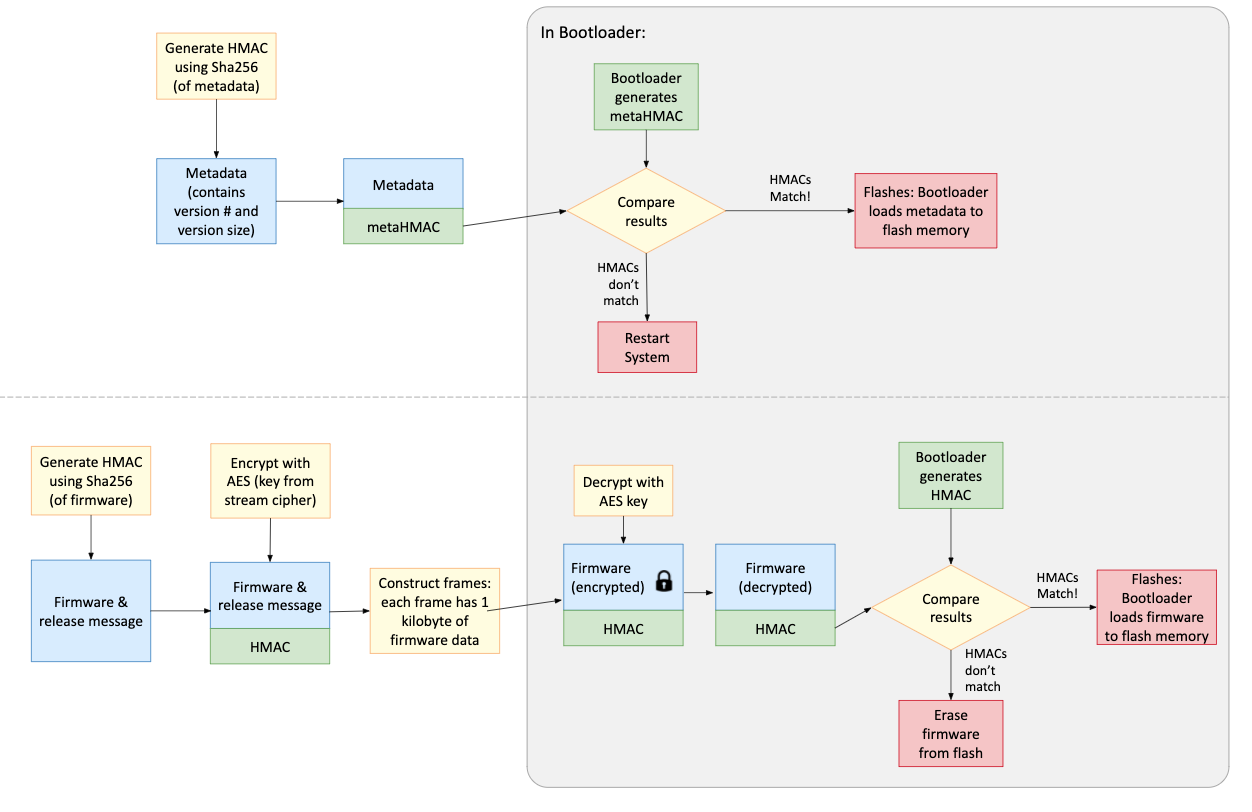 In Bootloader:
Generate HMAC
using Sha256
(of metadata)
Metadata
(contains
version # and
version size)
Metadata
metaHMAC
Bootloader
generates
metaHMAC
Compare
results
HMACs
Match!
Flashes: Bootloader
loads metadata to
flash memory
HMACs
don't
match
Restart
System
Generate HMAC
using Sha256
(of firmware)
Firmware &
release message
Encrypt with
AES (key from
stream cipher)
Firmware &
release message
HMAC
Construct frames:
each frame has 1
kilobyte of
firmware data
Decrypt with
AES key
Firmware
(encrypted)
HMAC
Firmware
(decrypted)
HMAC
Bootloader
generates
HMAC
Compare
results
HMACs
Match!
Flashes:
Bootloader
loads firmware
to flash memory
HMACs
don't
match
Erase
firmware
from flash